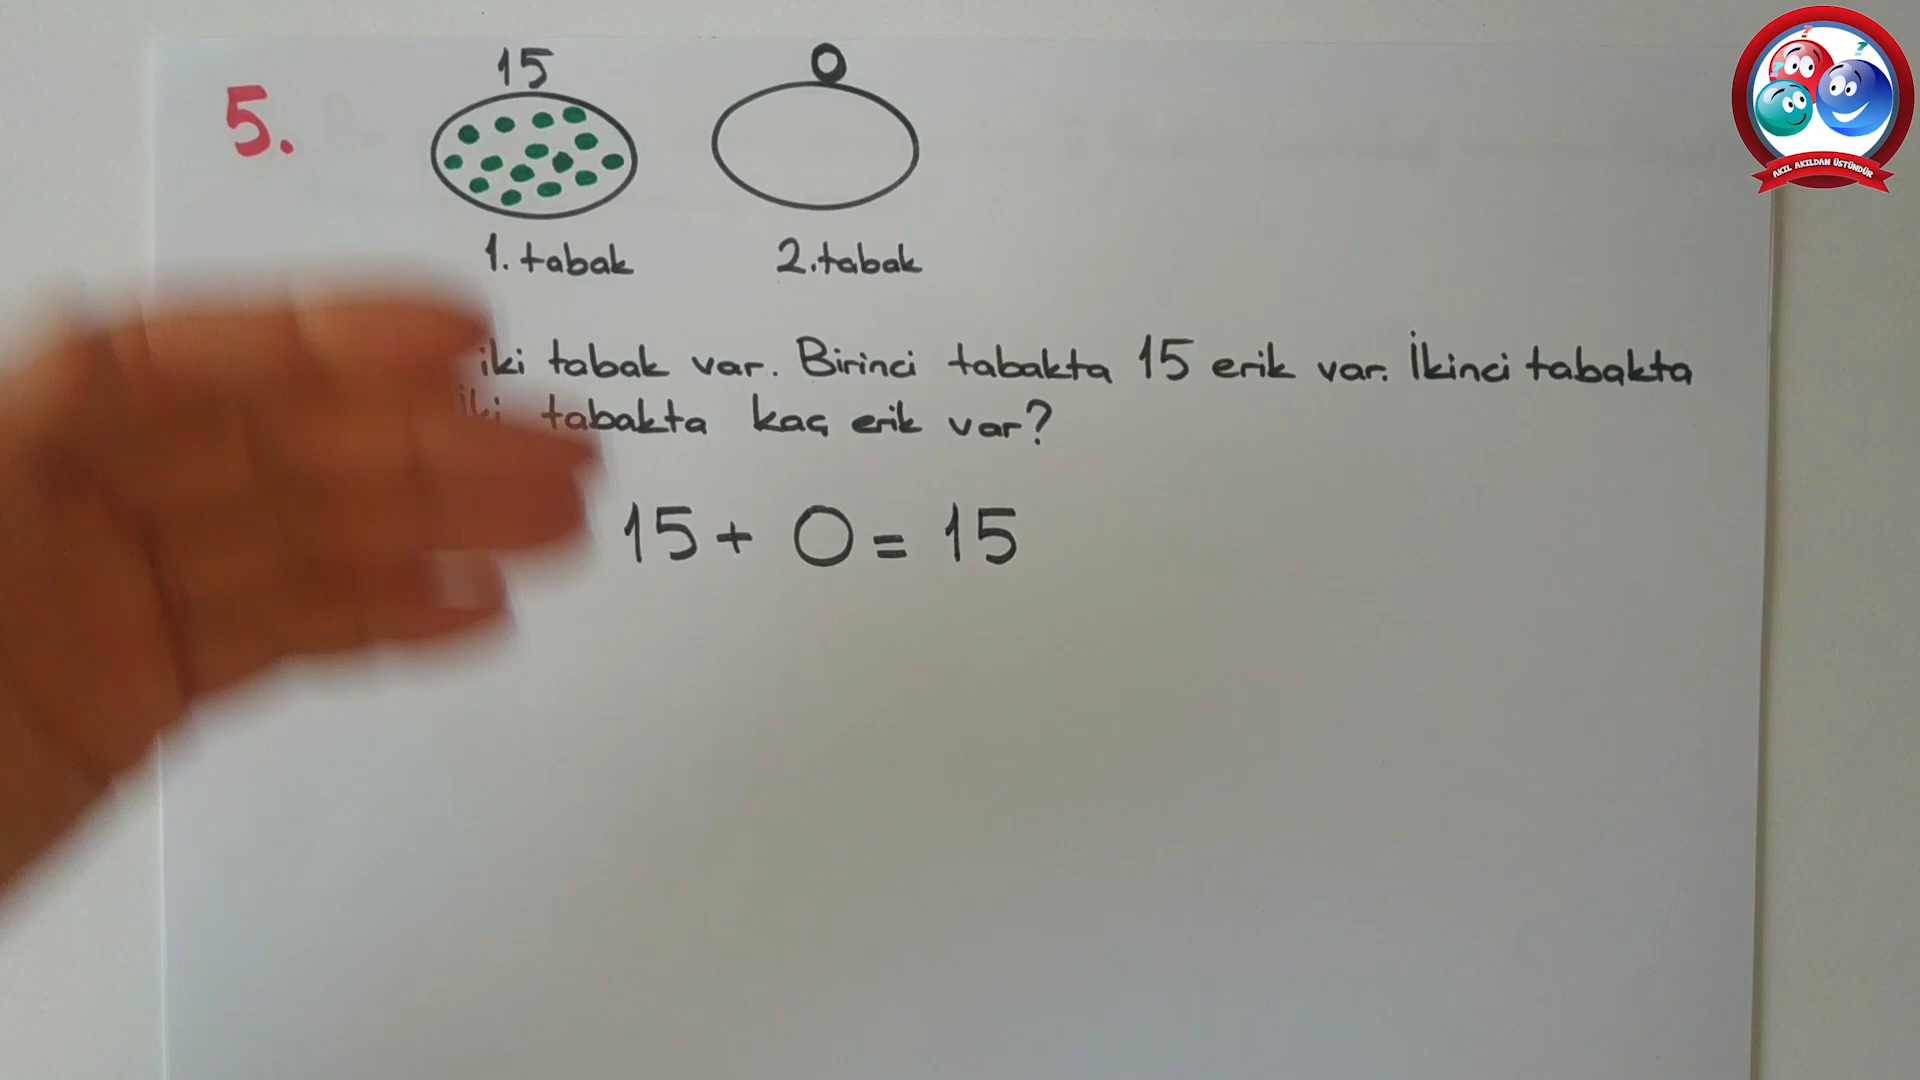 15 0
5.
1. tabak 2. tabak
iki tabak var. Birinci tabakta 15 erik var. İkinci tabakta
iki tabakta kaç erik var?
15 + 0 = 15
AKIL AKILDAN ÜSTÜNDÜR